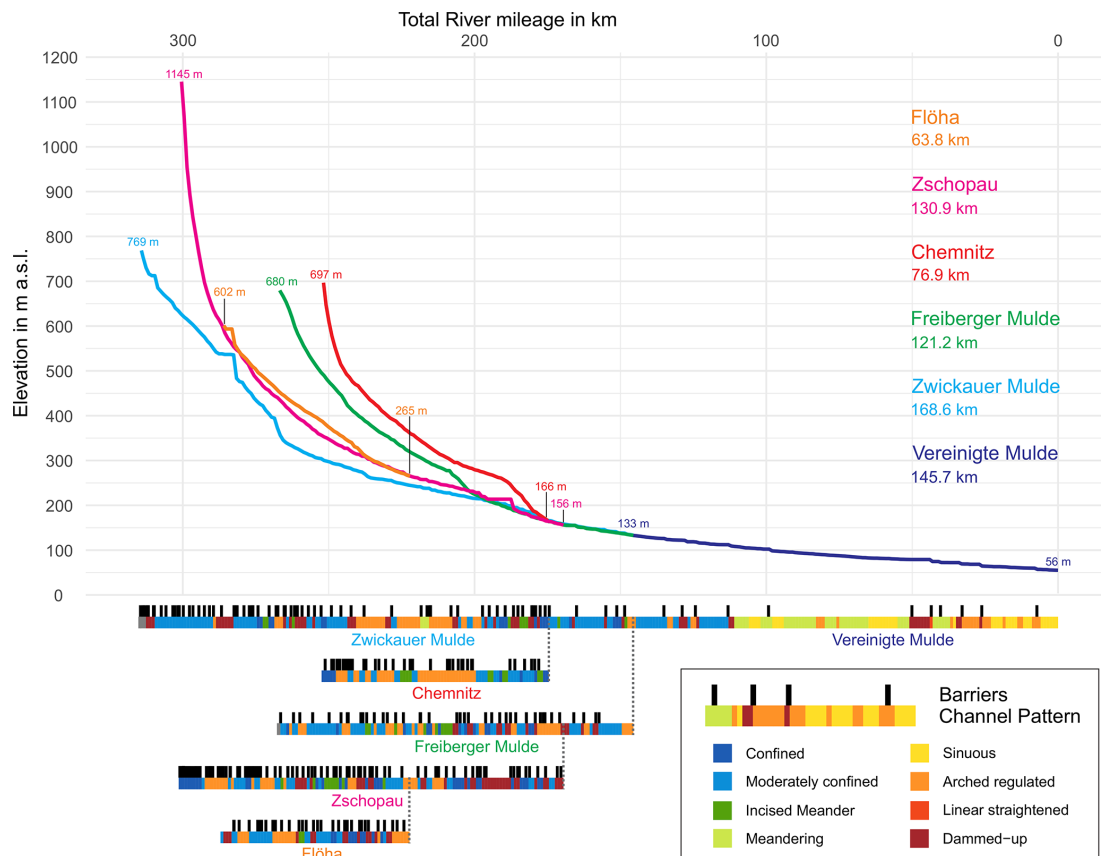 Total River mileage in km
300 200 100 0
Elevation in m a.s.l.
1200
1100
1000
900
800
700
600
500
400
300
200
100
0
1145 m
769 m
602 m
680 m
697 m
265 m
166 m
156 m
133 m
56 m
Flöha
63.8 km
Zschopau
130.9 km
Chemnitz
76.9 km
Freiberger Mulde
121.2 km
Zwickauer Mulde
168.6 km
Vereinigte Mulde
145.7 km
Zwickauer Mulde
Vereinigte Mulde
Chemnitz
Freiberger Mulde
Zschopau
Flöha
Barriers
Channel Pattern
Confined
Moderately confined
Incised Meander
Meandering
Sinuous
Arched regulated
Linear straightened
Dammed−up